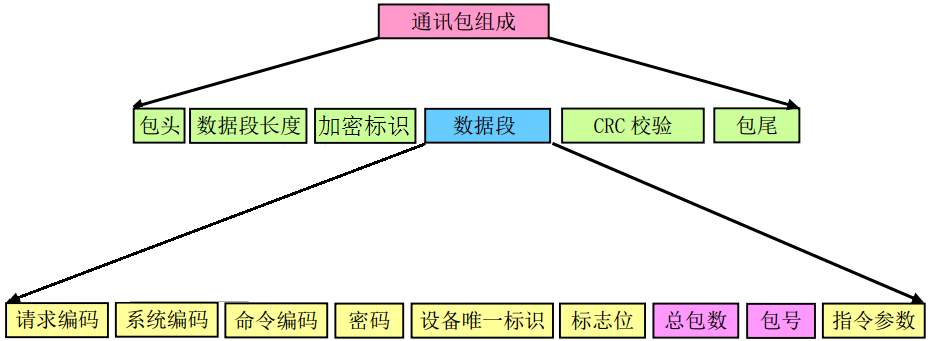 通讯包组成
包头 数据段长度 加密标识 数据段 CRC 校验 包尾
请求编码 系统编码 命令编码 密码 设备唯一标识 标志位 总包数 包号 指令参数